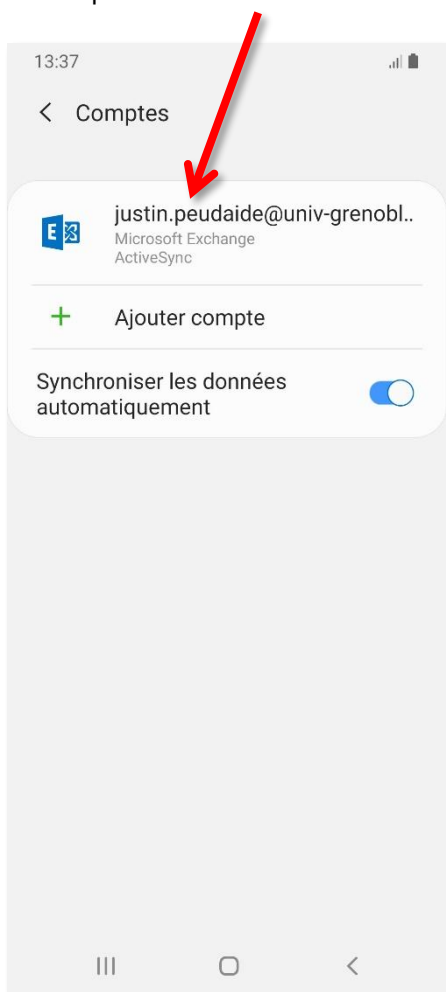 13:37
Comptes
justin.peudaide@univ-grenobl..
Microsoft Exchange
ActiveSync
Ajouter compte
Synchroniser les données
automatiquement